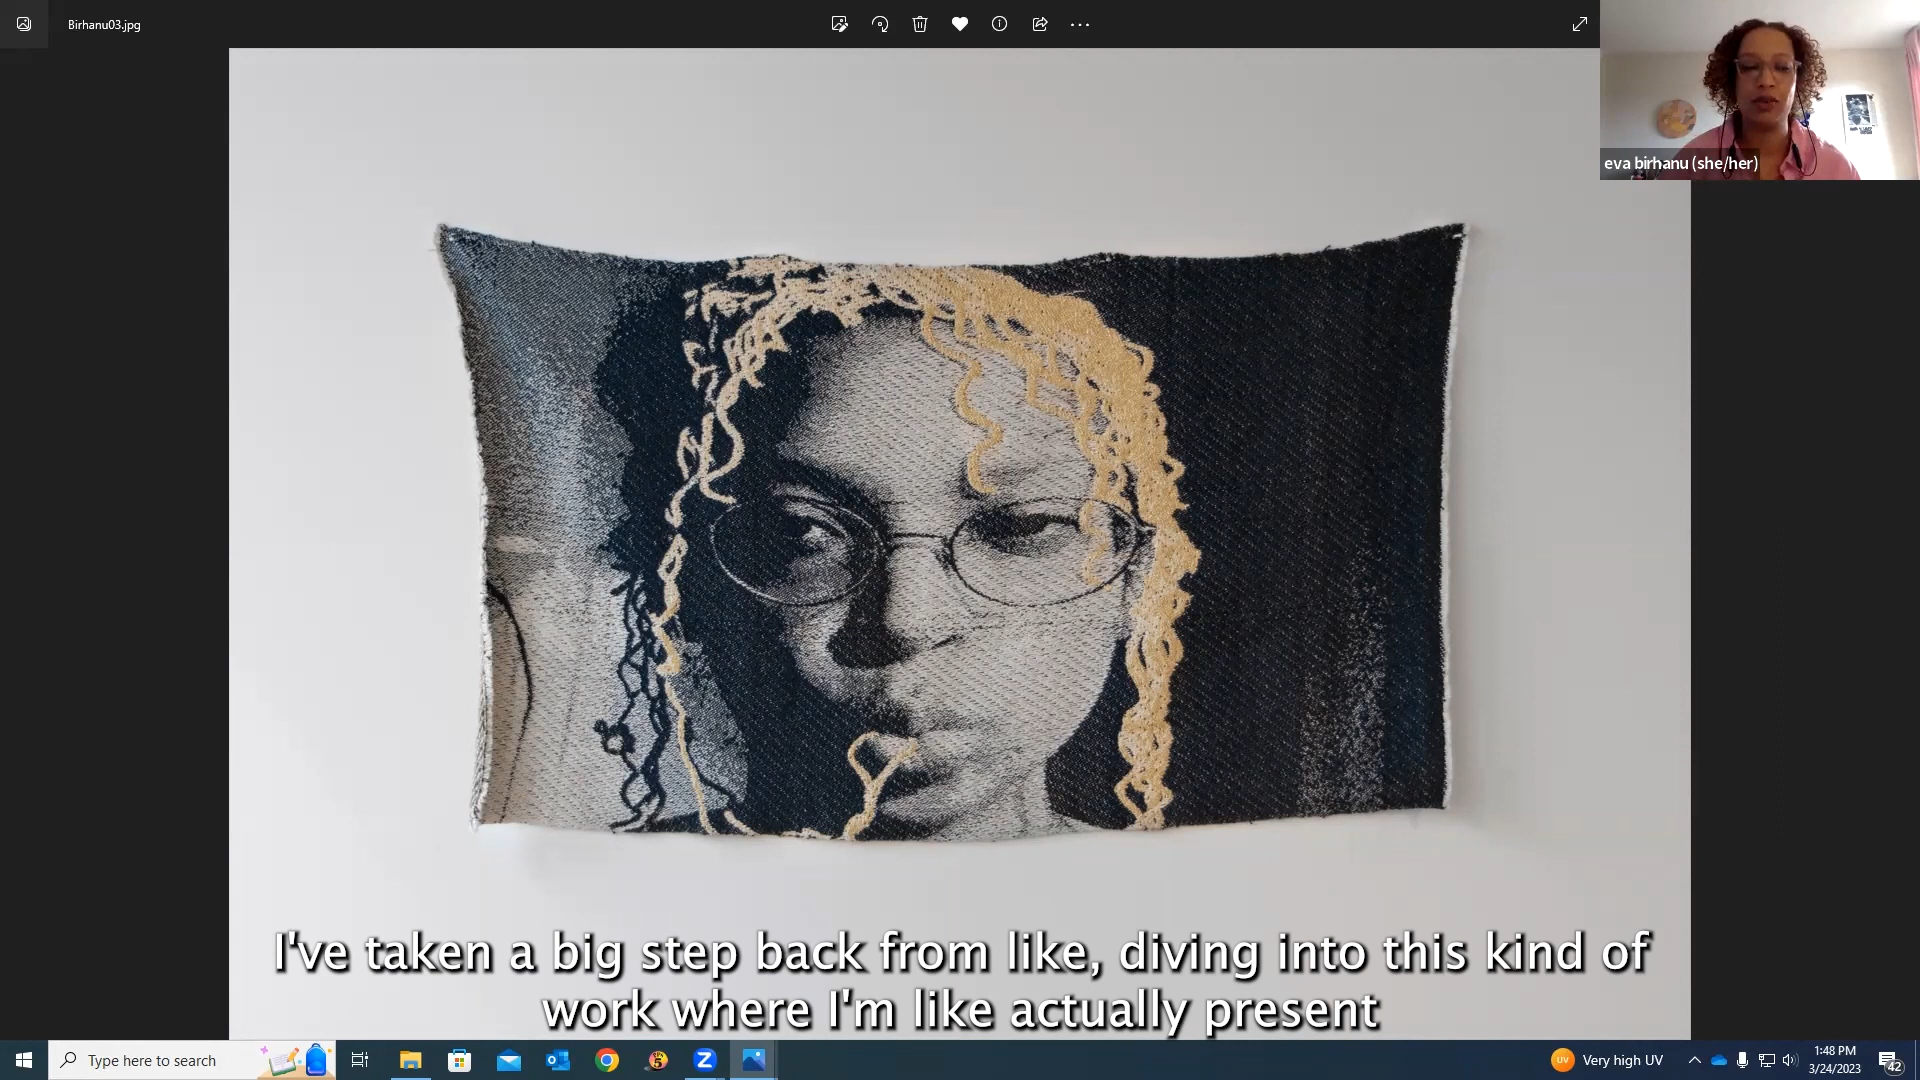 Birhanu03.jpg
eva birhanu (she/her)
I've taken a big step back from like, diving into this kind of
work where I'm like actually present
Type here to search
Very high UV
1:48 PM
3/24/2023
42